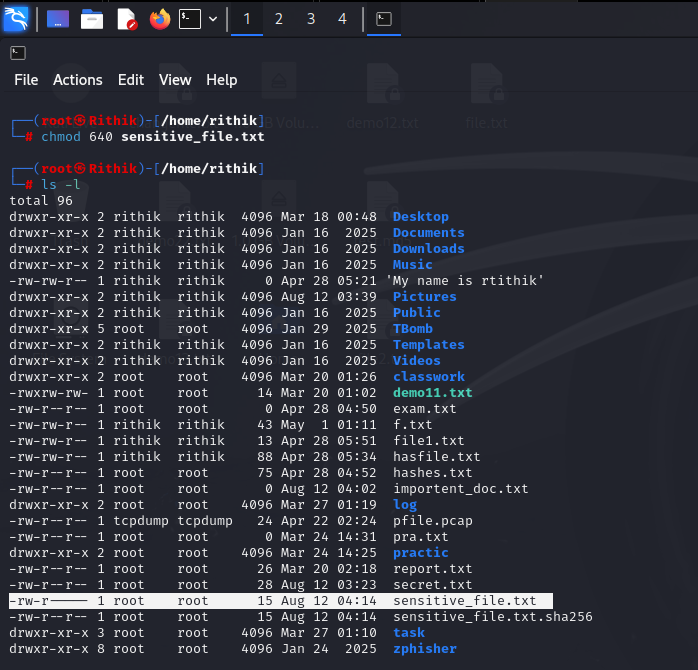 1 2 3 4
File Actions Edit View Help
┌──(root㉿Rithik)-[/home/rithik]
└─# chmod 640 sensitive_file.txt
┌──(root㉿Rithik)-[/home/rithik]
└─# ls -l
total 96
drwxr-xr-x 2 rithik  rithik  4096 Mar 18 00:48  Desktop
drwxr-xr-x 2 rithik  rithik  4096 Jan 16  2025  Documents
drwxr-xr-x 2 rithik  rithik  4096 Jan 16  2025  Downloads
drwxr-xr-x 2 rithik  rithik  4096 Jan 16  2025  Music
-rw-rw-r-- 1 rithik  rithik     0 Apr 28 05:21 'My name is rtithik'
drwxr-xr-x 2 rithik  rithik  4096 Aug 12 03:39  Pictures
drwxr-xr-x 2 rithik  rithik  4096 Jan 16  2025  Public
drwxr-xr-x 5 root    root    4096 Jan 29  2025  TBomb
drwxr-xr-x 2 rithik  rithik  4096 Jan 16  2025  Templates
drwxr-xr-x 2 rithik  rithik  4096 Jan 16  2025  Videos
drwxr-xr-x 2 root    root    4096 Mar 20 01:26  classwork
-rwxrw-rw- 1 root    root      14 Mar 20 01:02  demo11.txt
-rw-r--r-- 1 root    root       0 Apr 28 04:50  exam.txt
-rw-r--r-- 1 rithik  rithik    43 May  1 01:11  f.txt
-rw-r--r-- 1 rithik  rithik    13 Apr 28 05:51  file1.txt
-rw-r--r-- 1 rithik  rithik    88 Apr 28 05:34  hasfile.txt
-rw-r--r-- 1 root    root      75 Apr 28 04:52  hashes.txt
-rw-r--r-- 1 root    root       0 Aug 12 04:02  importent_doc.txt
drwxr-xr-x 2 root    root    4096 Mar 27 01:19  log
-rw-r--r-- 1 tcpdump tcpdump   24 Apr 22 02:24  pfile.pcap
-rw-r--r-- 1 root    root       0 Mar 24 14:31  pra.txt
drwxr-xr-x 2 root    root    4096 Mar 24 14:25  practic
-rw-r--r-- 1 root    root      26 Mar 20 02:18  report.txt
-rw-r--r-- 1 root    root      28 Aug 12 03:23  secret.txt
-rw-r----- 1 root    root      15 Aug 12 04:14  sensitive_file.txt
-rw-r--r-- 1 root    root      15 Aug 12 04:14  sensitive_file.txt.sha256
drwxr-xr-x 3 root    root    4096 Mar 27 01:10  task
drwxr-xr-x 8 root    root    4096 Jan 24  2025  zphisher